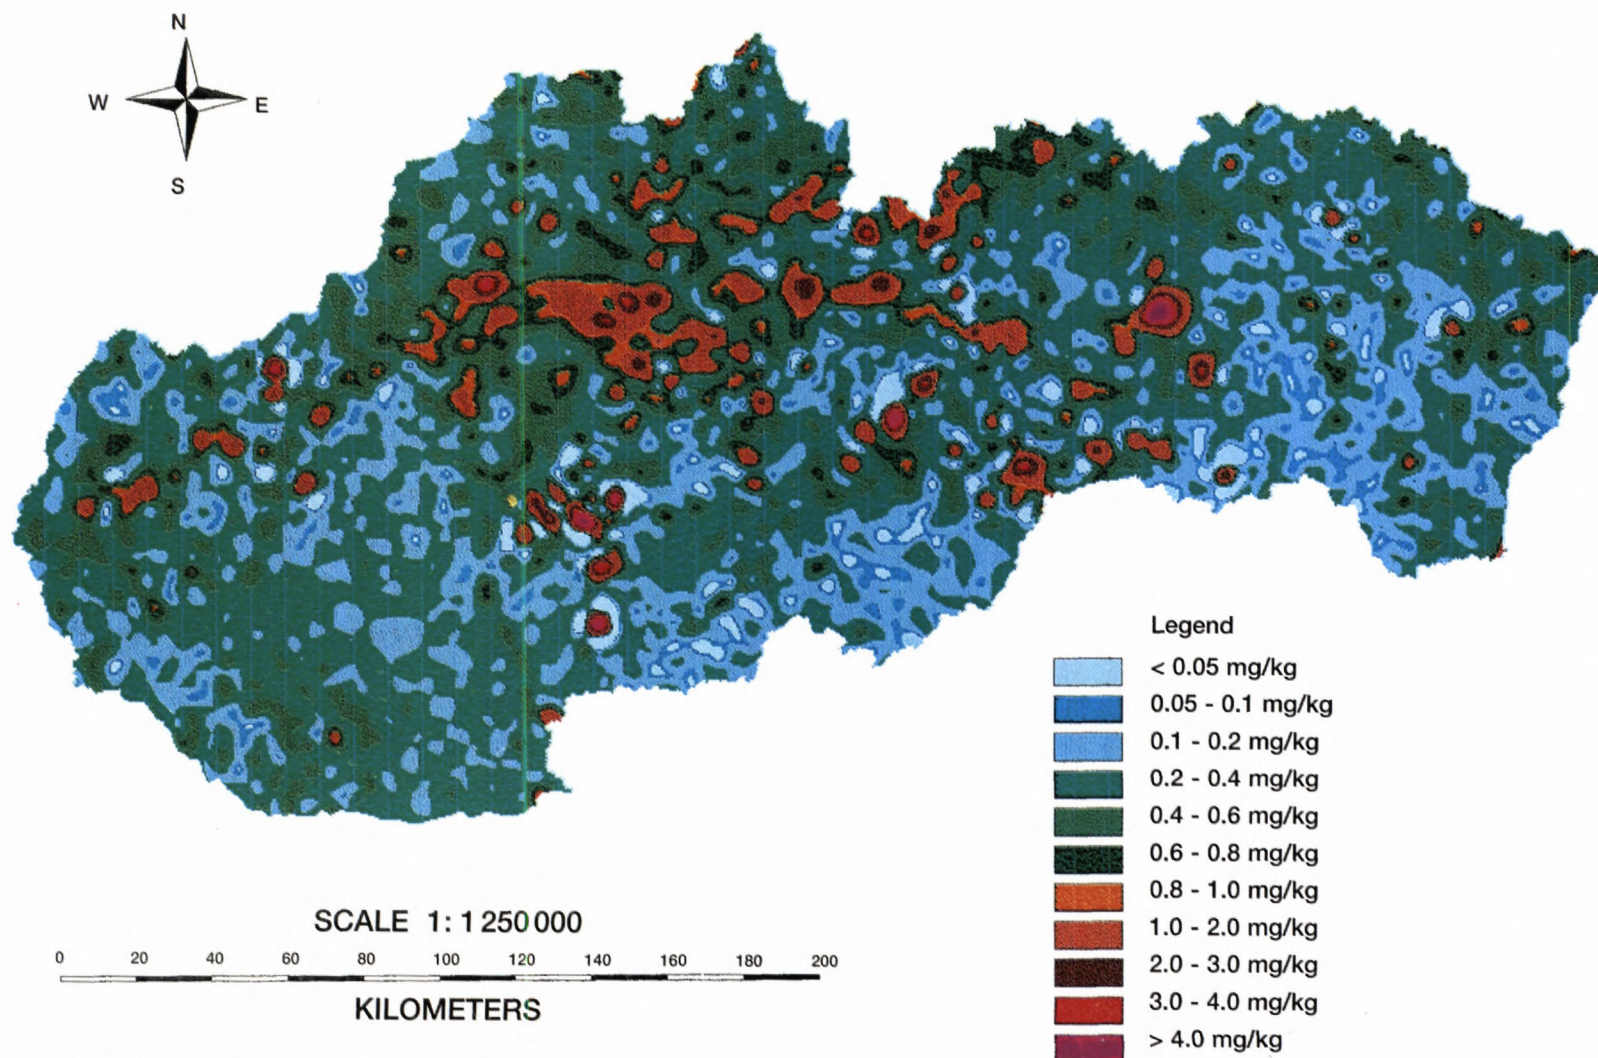 N
W E
S
Legend
< 0.05 mg/kg
0.05 - 0.1 mg/kg
0.1 - 0.2 mg/kg
0.2 - 0.4 mg/kg
0.4 - 0.6 mg/kg
0.6 - 0.8 mg/kg
0.8 - 1.0 mg/kg
1.0 - 2.0 mg/kg
2.0 - 3.0 mg/kg
3.0 - 4.0 mg/kg
> 4.0 mg/kg
SCALE 1: 1 250 000
0 20 40 60 80 100 120 140 160 180 200
KILOMETERS